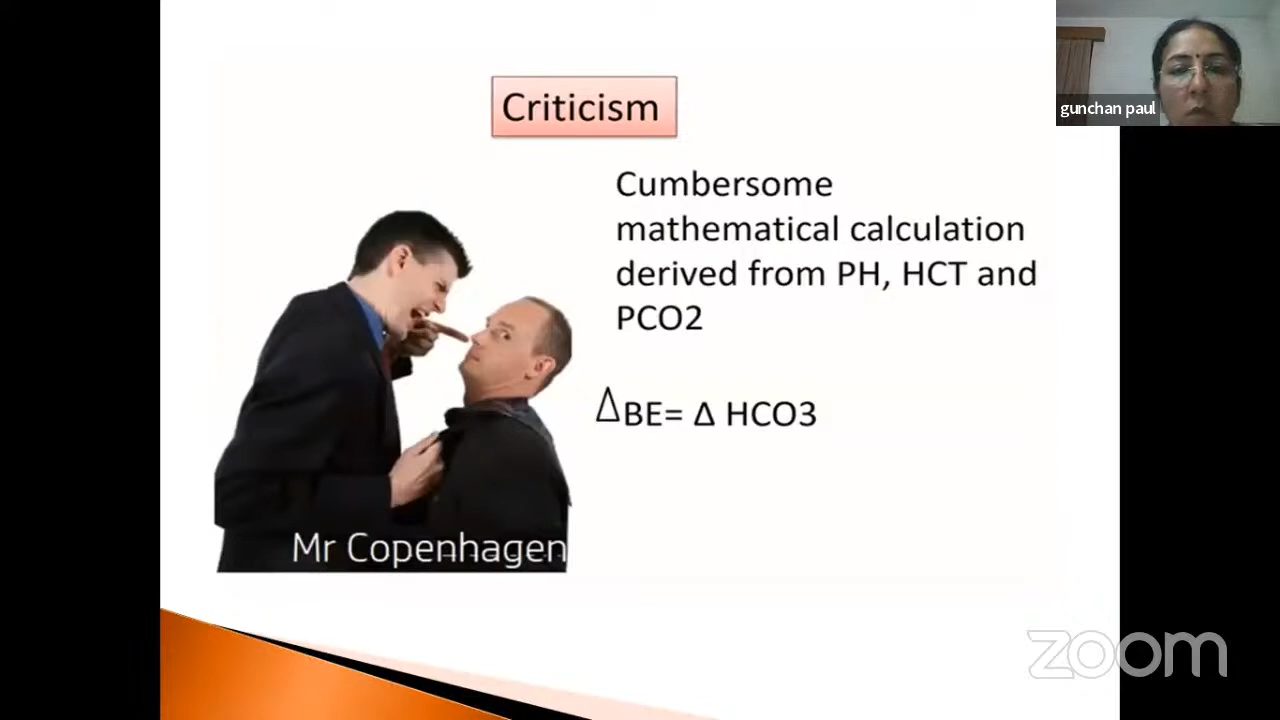 Criticism
gunchan paul
Cumbersome
mathematical calculation
derived from PH, HCT and
PCO2
Δ BE= Δ HCO3
Mr Copenhagen
zoom